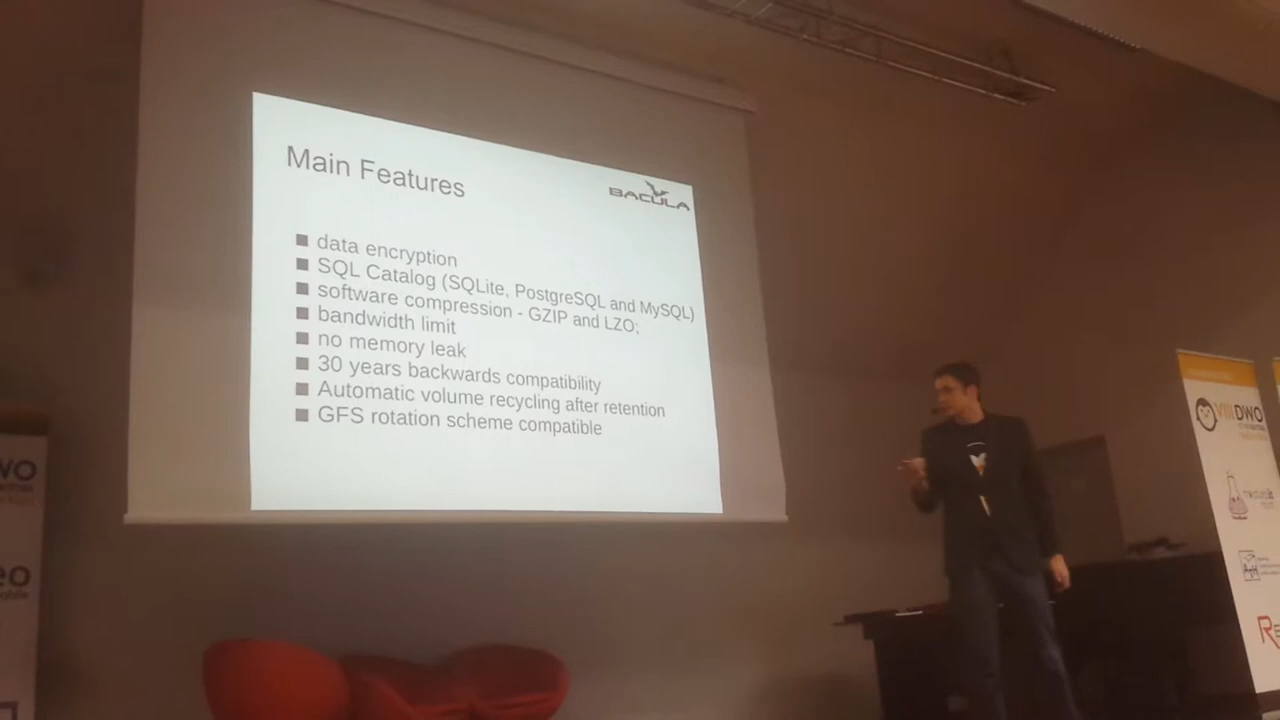 Main Features
BACULA
data encryption
SQL Catalog (SQLite, PostgreSQL and MySQL)
software compression - GZIP and LZO;
bandwidth limit
no memory leak
30 years backwards compatibility
Automatic volume recycling after retention
GFS rotation scheme compatible
VIII DWO